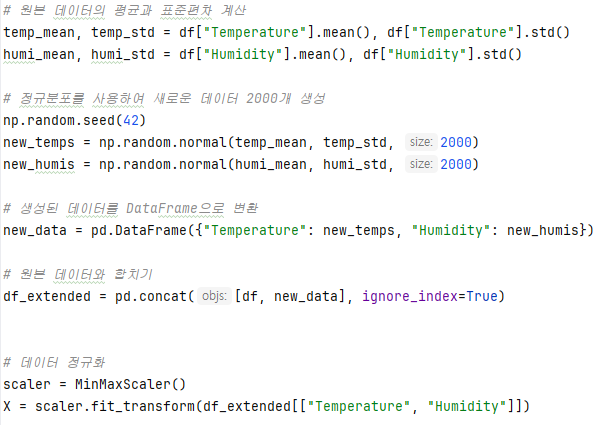 # 원본 데이터의 평균과 표준편차 계산
temp_mean, temp_std = df["Temperature"].mean(), df["Temperature"].std()
humi_mean, humi_std = df["Humidity"].mean(), df["Humidity"].std()
# 정규분포를 사용하여 새로운 데이터 2000개 생성
np.random.seed(42)
new_temps = np.random.normal(temp_mean, temp_std, size: 2000)
new_humis = np.random.normal(humi_mean, humi_std, size: 2000)
# 생성된 데이터를 DataFrame으로 변환
new_data = pd.DataFrame({"Temperature": new_temps, "Humidity": new_humis})
# 원본 데이터와 합치기
df_extended = pd.concat( objs: [df, new_data], ignore_index=True)
# 데이터 정규화
scaler = MinMaxScaler()
X = scaler.fit_transform(df_extended[["Temperature", "Humidity"]])